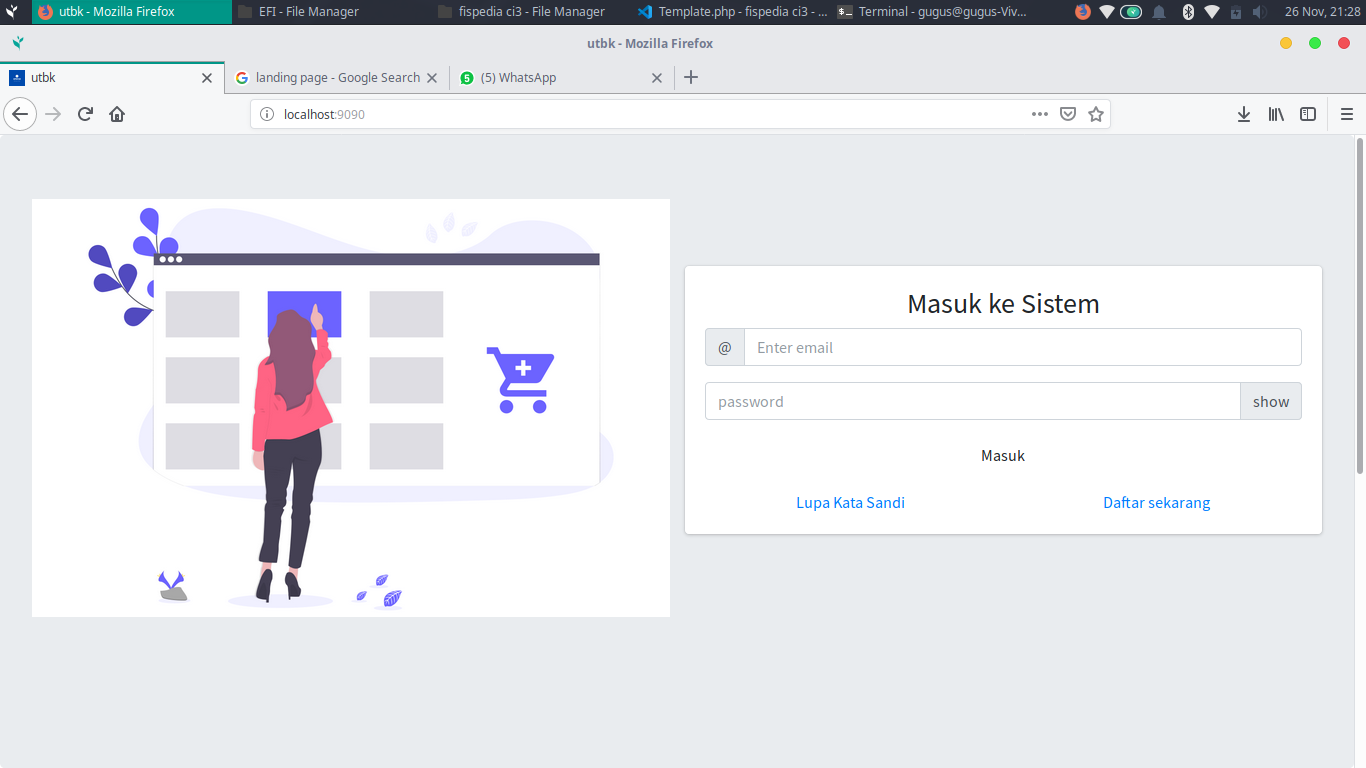 utbk - Mozilla Firefox
EFI - File Manager
fispedia ci3 - File Manager
Template.php - fispedia ci3 - ...
Terminal - gugus@gugus-Viv...
26 Nov, 21:28
utbk - Mozilla Firefox
utbk
landing page - Google Search
(5) WhatsApp
localhost:9090
Masuk ke Sistem
@ Enter email
password show
Masuk
Lupa Kata Sandi Daftar sekarang